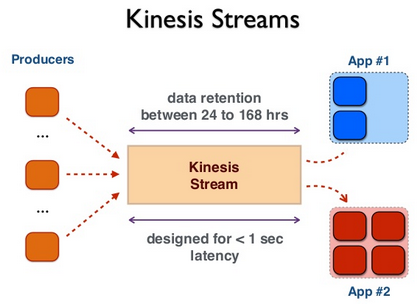 Kinesis Streams
Producers
App #1
data retention
between 24 to 168 hrs
...
Kinesis
Stream
...
designed for < 1 sec
latency
App #2